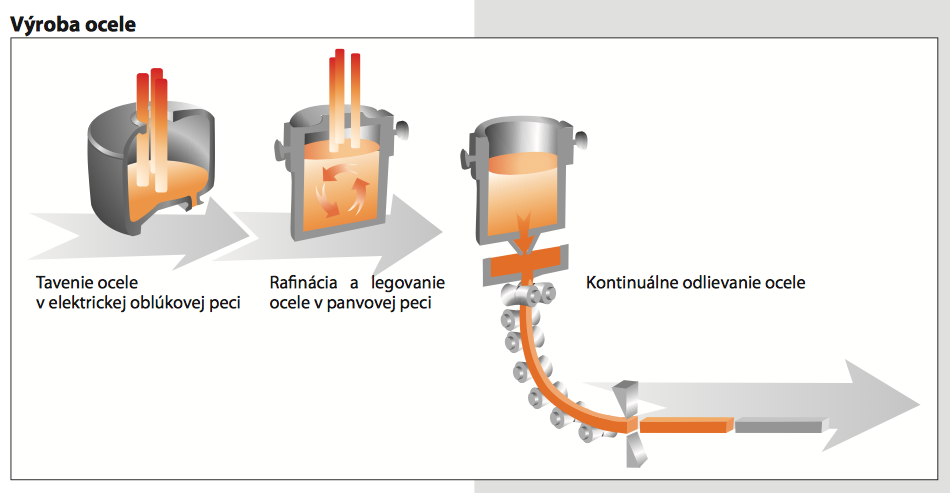 Výroba ocele
Tavenie ocele
v elektrickej oblúkovej peci
Rafinácia a legovanie
ocele v panvovej peci
Kontinuálne odlievanie ocele